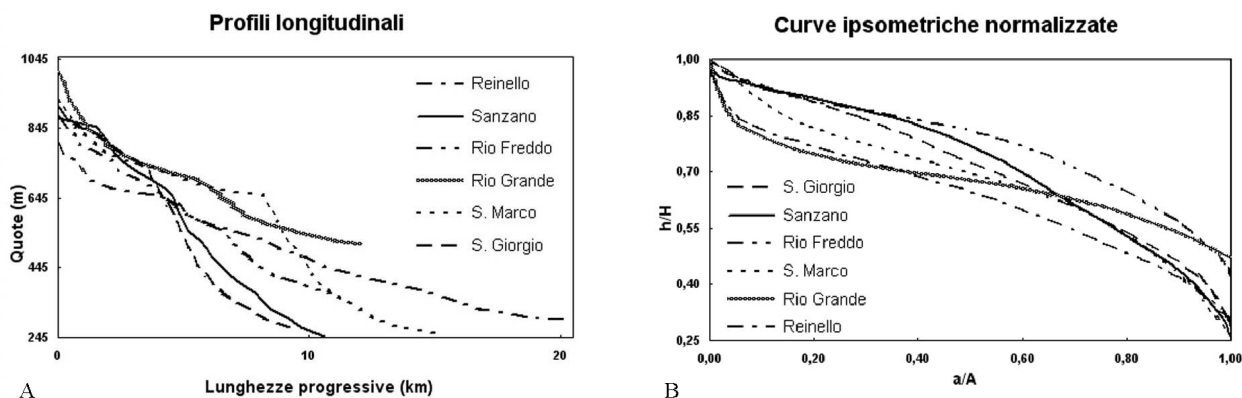 Profili longitudinali
1045
845
645
445
245
Quote (m)
0
10
20
Lunghezze progressive (km)
Reinello
Sanzano
Rio Freddo
Rio Grande
S. Marco
S. Giorgio
A
Curve ipsometriche normalizzate
1,00
0,85
0,70
0,55
0,40
0,25
h/H
0,00
0,20
0,40
0,60
0,80
1,00
a/A
S. Giorgio
Sanzano
Rio Freddo
S. Marco
Rio Grande
Reinello
B